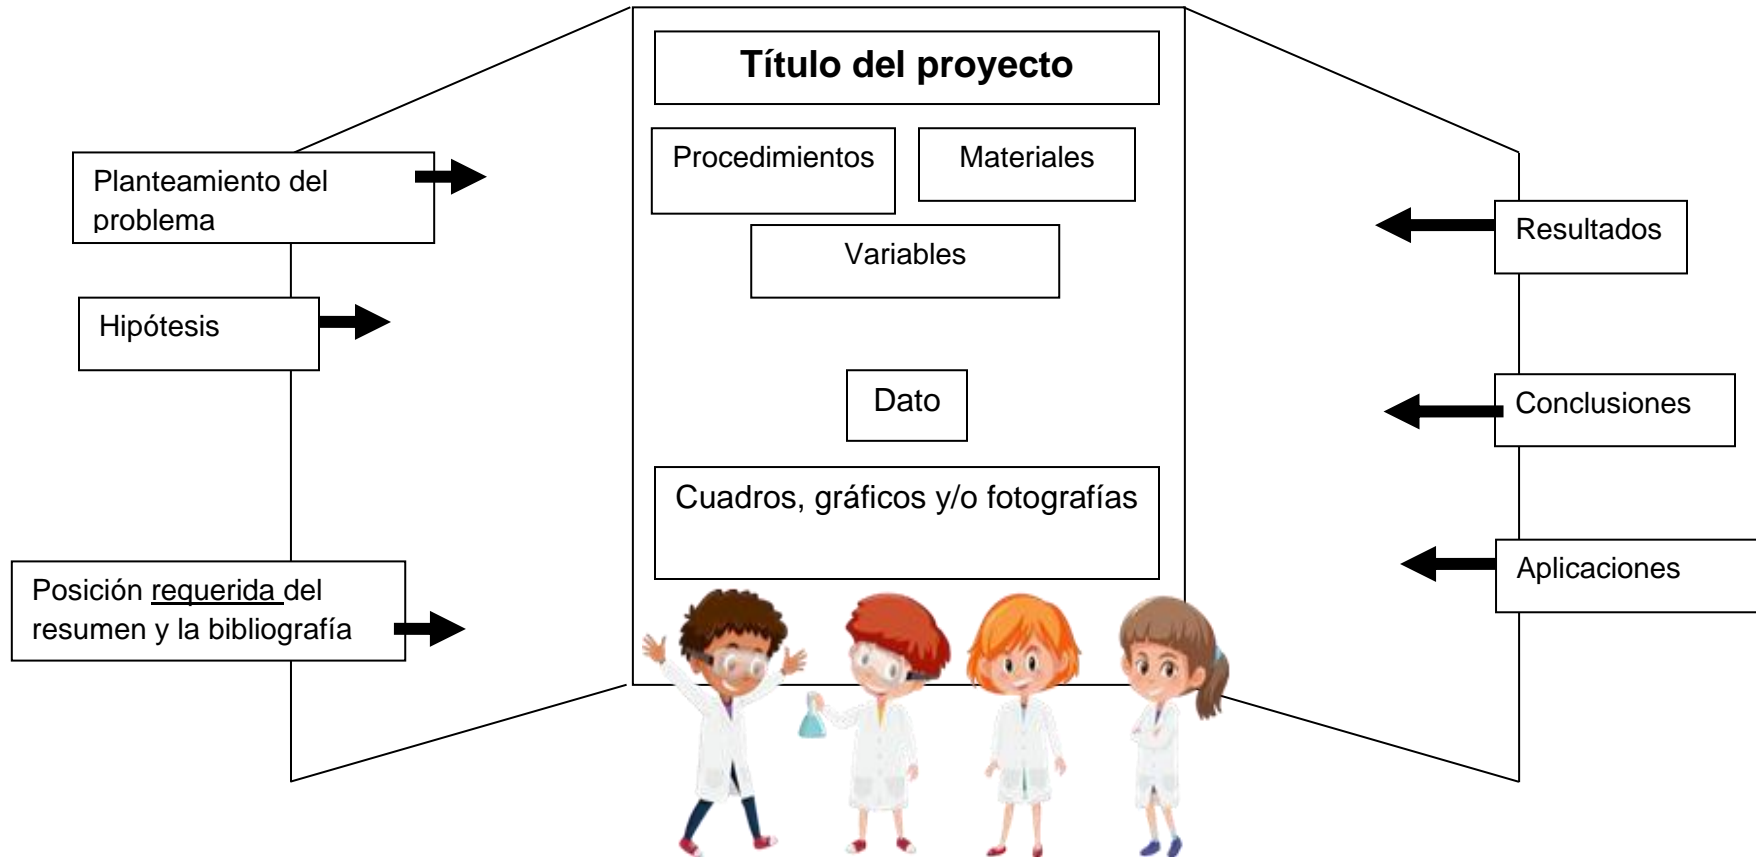 Título del proyecto
Procedimientos
Materiales
Variables
Dato
Cuadros, gráficos y/o fotografías
Planteamiento del
problema
Hipótesis
Posición requerida del
resumen y la bibliografía
Resultados
Conclusiones
Aplicaciones